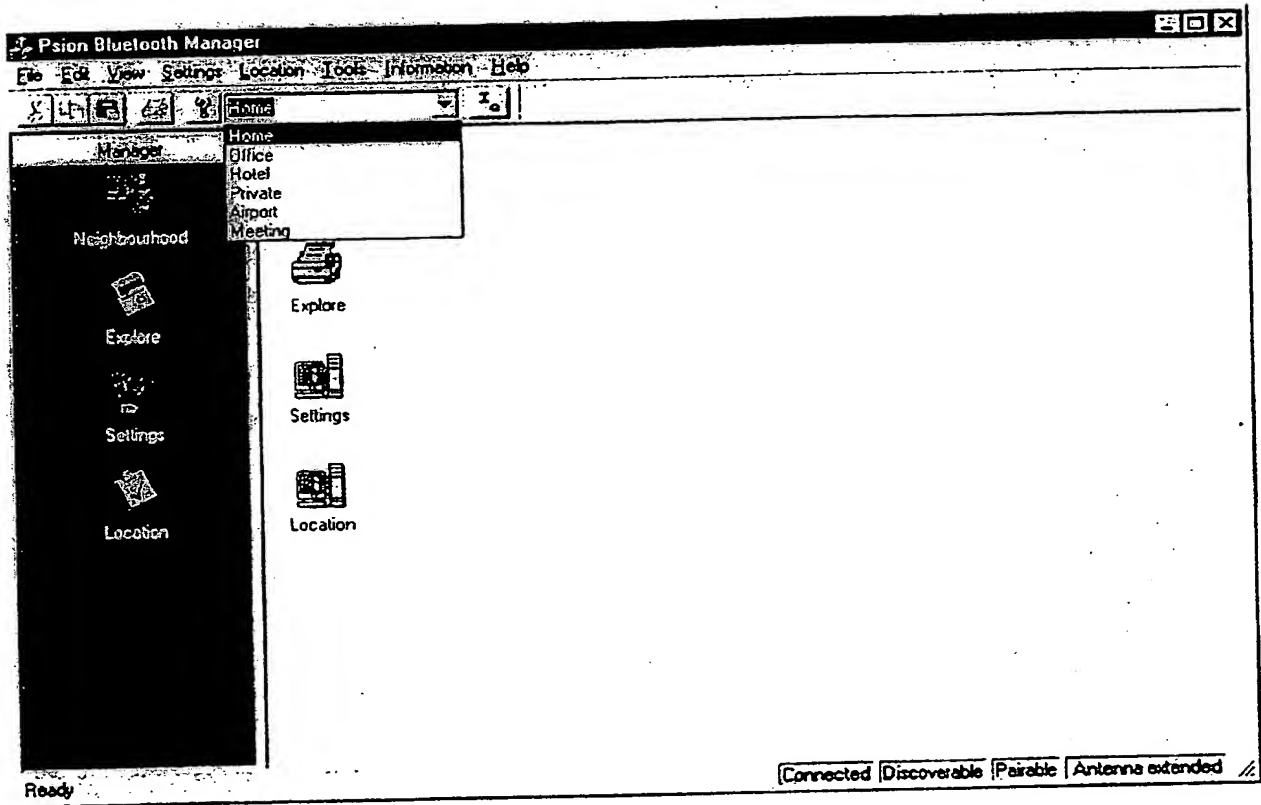 Psion Bluetooth Manager
File Edit View Settings Location Tools Information Help
Home
Manager
Home
Office
Hotel
Private
Airport
Meeting
Neighbourhood
Explore
Settings
Location
Explore
Settings
Location
Ready
Connected Discoverable Pairable Antenna extended